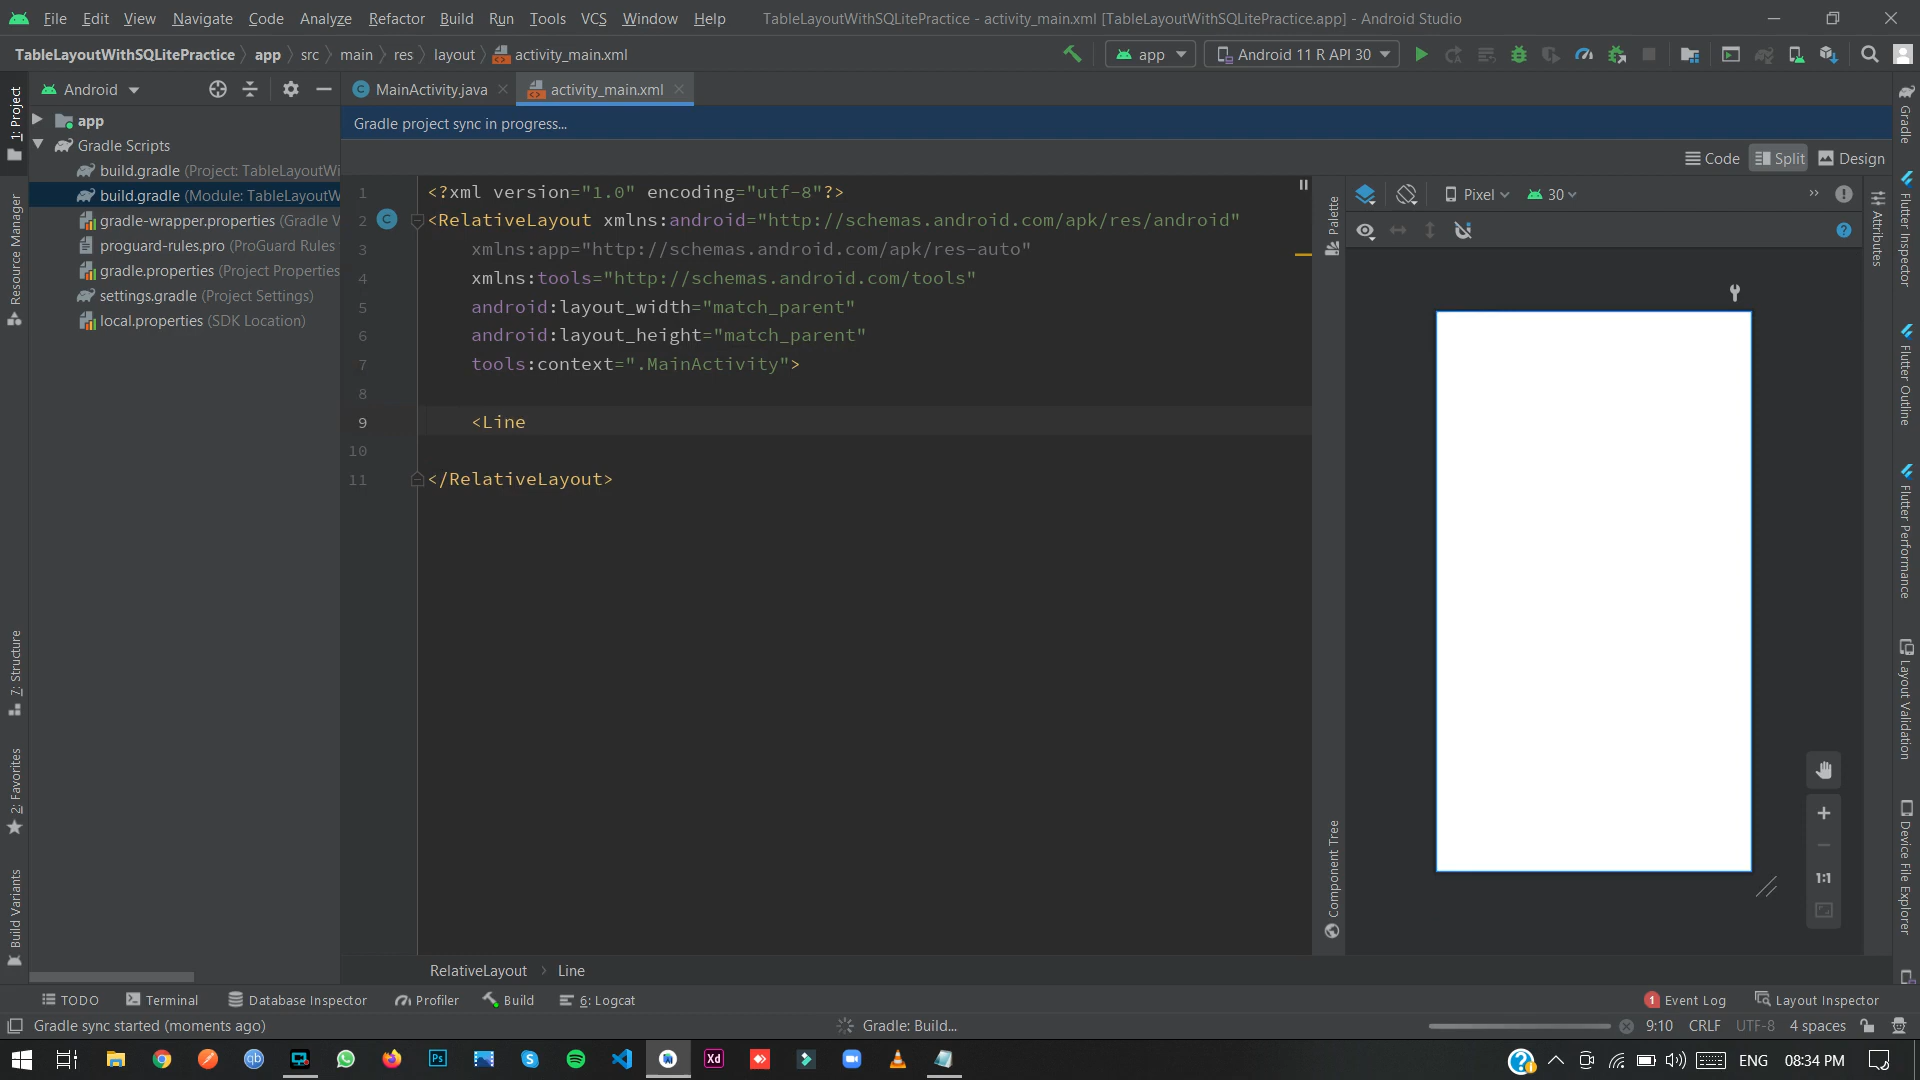 File Edit View Navigate Code Analyze Refactor Build Run Tools VCS Window Help TableLayoutWithSQLitePractice - activity_main.xml [TableLayoutWithSQLitePractice.app] - Android Studio
TableLayoutWithSQLitePractice app src main res layout activity_main.xml app Android 11 R API 30
Android MainActivity.java activity_main.xml
Gradle project sync in progress...
app
Gradle Scripts
build.gradle (Project: TableLayoutWi
build.gradle (Module: TableLayoutW
gradle-wrapper.properties (Gradle V
proguard-rules.pro (ProGuard Rules
gradle.properties (Project Properties
settings.gradle (Project Settings)
local.properties (SDK Location)
Code Split Design
1 <?xml version="1.0" encoding="utf-8"?>
2 <RelativeLayout xmlns:android="http://schemas.android.com/apk/res/android"
3 xmlns:app="http://schemas.android.com/apk/res-auto"
4 xmlns:tools="http://schemas.android.com/tools"
5 android:layout_width="match_parent"
6 android:layout_height="match_parent"
7 tools:context=".MainActivity">
8
9 <Line
10
11 </RelativeLayout>
Pixel 30
1:1
1: Project
Resource Manager
7: Structure
2: Favorites
Build Variants
Palette
Component Tree
Attributes
Gradle
Flutter Inspector
Flutter Outline
Flutter Performance
Layout Validation
Device File Explorer
RelativeLayout Line
TODO Terminal Database Inspector Profiler Build 6: Logcat 1 Event Log Layout Inspector
Gradle sync started (moments ago) Gradle: Build... 9:10 CRLF UTF-8 4 spaces
qb Ps Xd ENG 08:34 PM